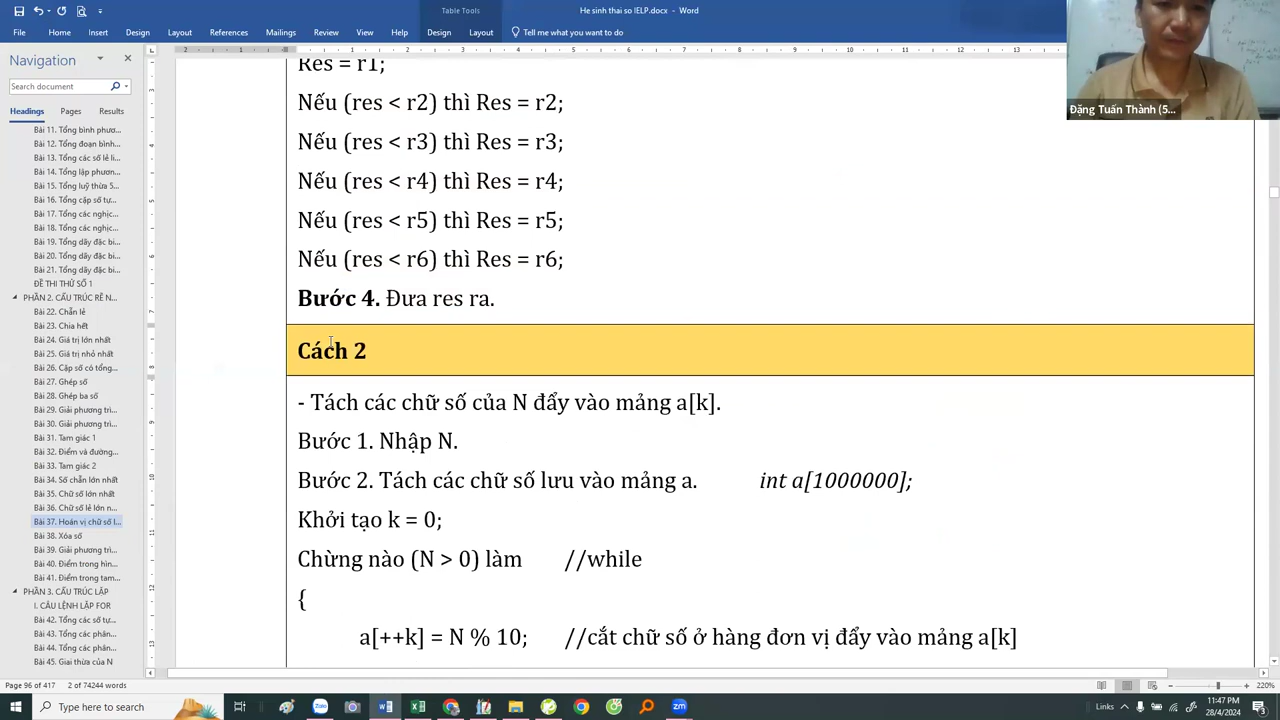 Table Tools
He sinh thai so IELP.docx - Word
File Home Insert Draw Design Layout References Mailings Review View Help Design Layout Tell me what you want to do
Navigation
Search document
Headings Pages Results
Bài 11. Tổng bình phươ...
Bài 12. Tổng đoạn bình...
Bài 13. Tổng các số lẻ li...
Bài 14. Tổng lập phươn...
Bài 15. Tổng luỹ thừa 5...
Bài 16. Tổng cặp số tự...
Bài 17. Tổng các nghịc...
Bài 18. Tổng các nghịc...
Bài 19. Tổng dãy đặc bi...
Bài 20. Tổng dãy đặc bi...
Bài 21. Tổng dãy đặc bi...
ĐỀ THI THỬ SỐ 1
PHẦN 2. CẤU TRÚC RẼ N...
Bài 22. Chẵn lẻ
Bài 23. Chia hết
Bài 24. Giá trị lớn nhất
Bài 25. Giá trị nhỏ nhất
Bài 26. Cặp số có tổng...
Bài 27. Ghép số
Bài 28. Ghép ba số
Bài 29. Giải phương trì...
Bài 30. Giải phương trì...
Bài 31. Tam giác 1
Bài 32. Điểm và đường...
Bài 33. Tam giác 2
Bài 34. Số chẵn lớn nhất
Bài 35. Chữ số lớn nhất
Bài 36. Chữ số lẻ lớn n...
Bài 37. Hoán vị chữ số l...
Bài 38. Xóa số
Bài 39. Giải phương trì...
Bài 40. Điểm trong hìn...
Bài 41. Điểm trong tam...
PHẦN 3. CẤU TRÚC LẶP
I. CÂU LỆNH LẶP FOR
Bài 42. Tổng các số tự...
Bài 43. Tổng các phân...
Bài 44. Tổng các phân...
Bài 45. Giai thừa của N
Res = r1;
Nếu (res < r2) thì Res = r2;
Nếu (res < r3) thì Res = r3;
Nếu (res < r4) thì Res = r4;
Nếu (res < r5) thì Res = r5;
Nếu (res < r6) thì Res = r6;
Bước 4. Đưa res ra.
Cách 2
- Tách các chữ số của N đẩy vào mảng a[k].
Bước 1. Nhập N.
Bước 2. Tách các chữ số lưu vào mảng a. int a[1000000];
Khởi tạo k = 0;
Chừng nào (N > 0) làm //while
{
a[++k] = N % 10; //cắt chữ số ở hàng đơn vị đẩy vào mảng a[k]
Đặng Tuấn Thành (5...
Page 96 of 417 2 of 74244 words
220%
Type here to search
Links
11:47 PM
28/4/2024